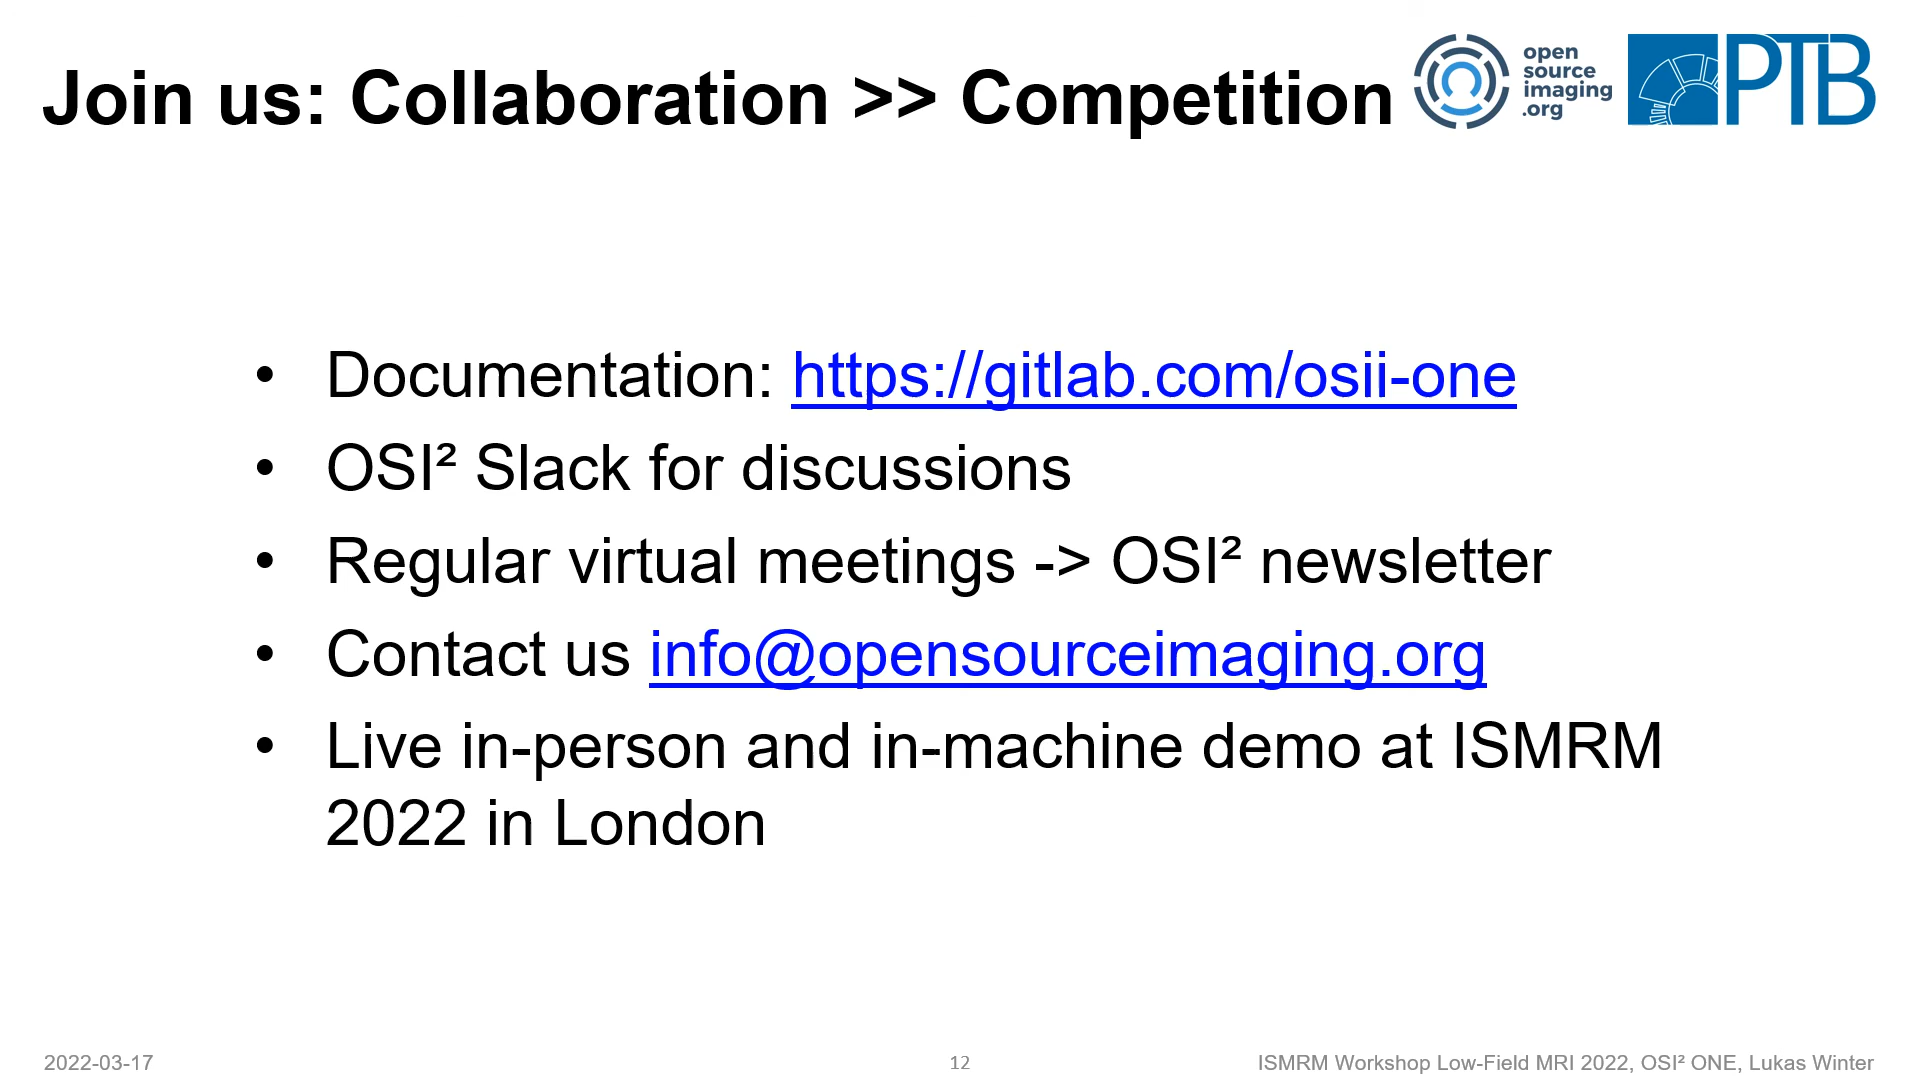 Join us: Collaboration >> Competition
open
source
imaging
.org
PTB
• Documentation: https://gitlab.com/osii-one
• OSI² Slack for discussions
• Regular virtual meetings -> OSI² newsletter
• Contact us info@opensourceimaging.org
• Live in-person and in-machine demo at ISMRM
2022 in London
2022-03-17
12
ISMRM Workshop Low-Field MRI 2022, OSI² ONE, Lukas Winter